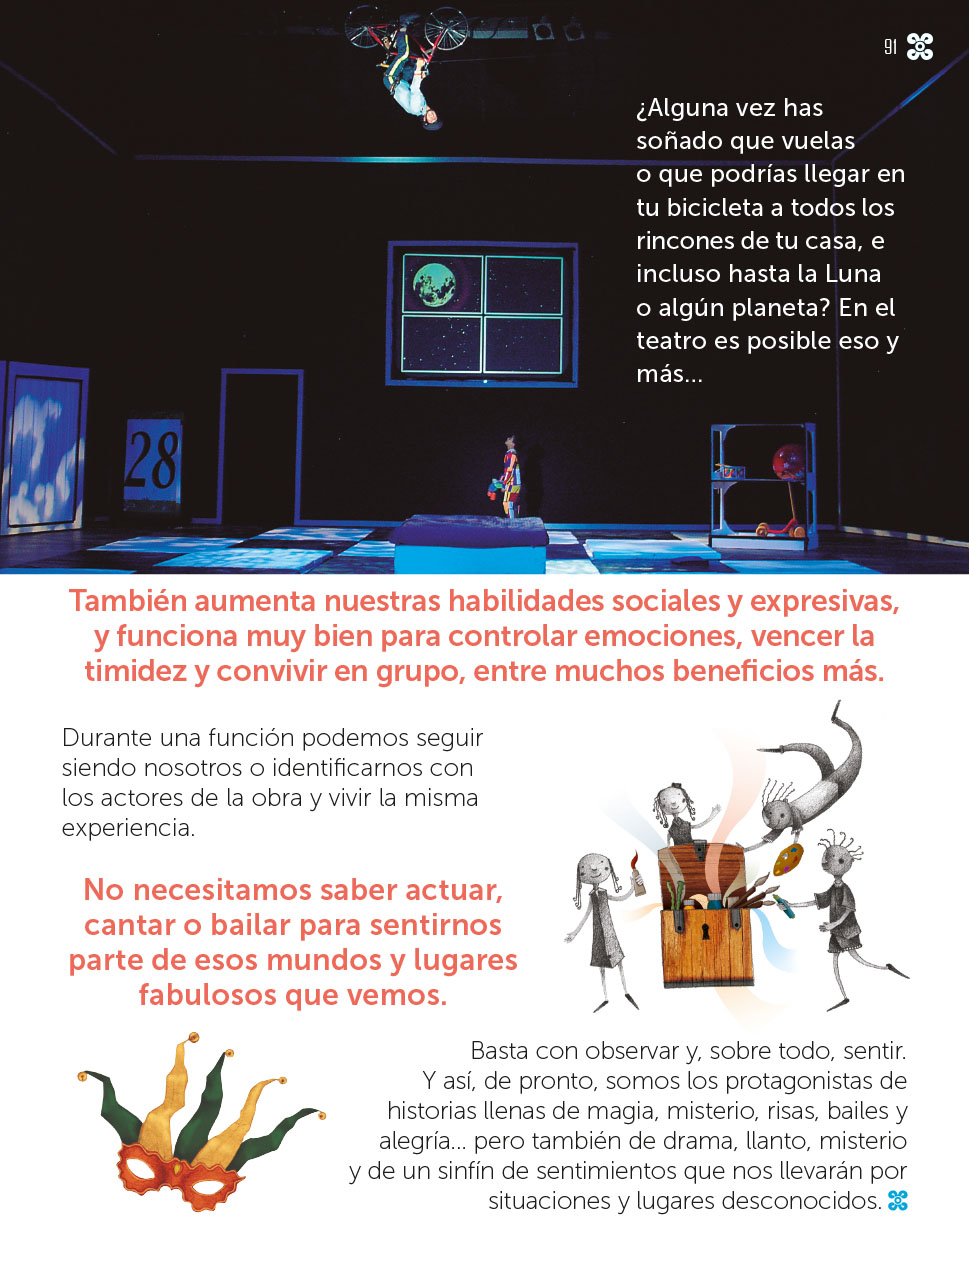 91
¿Alguna vez has
soñado que vuelas
o que podrías llegar en
tu bicicleta a todos los
rincones de tu casa, e
incluso hasta la Luna
o algún planeta? En el
teatro es posible eso y
más...
28
También aumenta nuestras habilidades sociales y expresivas,
y funciona muy bien para controlar emociones, vencer la
timidez y convivir en grupo, entre muchos beneficios más.
Durante una función podemos seguir
siendo nosotros o identificarnos con
los actores de la obra y vivir la misma
experiencia.
No necesitamos saber actuar,
cantar o bailar para sentirnos
parte de esos mundos y lugares
fabulosos que vemos.
Basta con observar y, sobre todo, sentir.
Y así, de pronto, somos los protagonistas de
historias llenas de magia, misterio, risas, bailes y
alegría... pero también de drama, llanto, misterio
y de un sinfín de sentimientos que nos llevarán por
situaciones y lugares desconocidos.